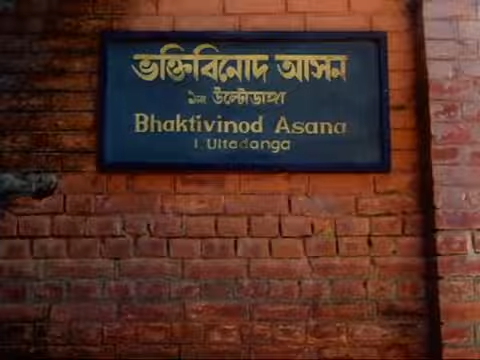 ভক্তিবিনোদ আসন
১নং উল্টোডাঙ্গা
Bhaktivinod Asana
1. Ultadanga